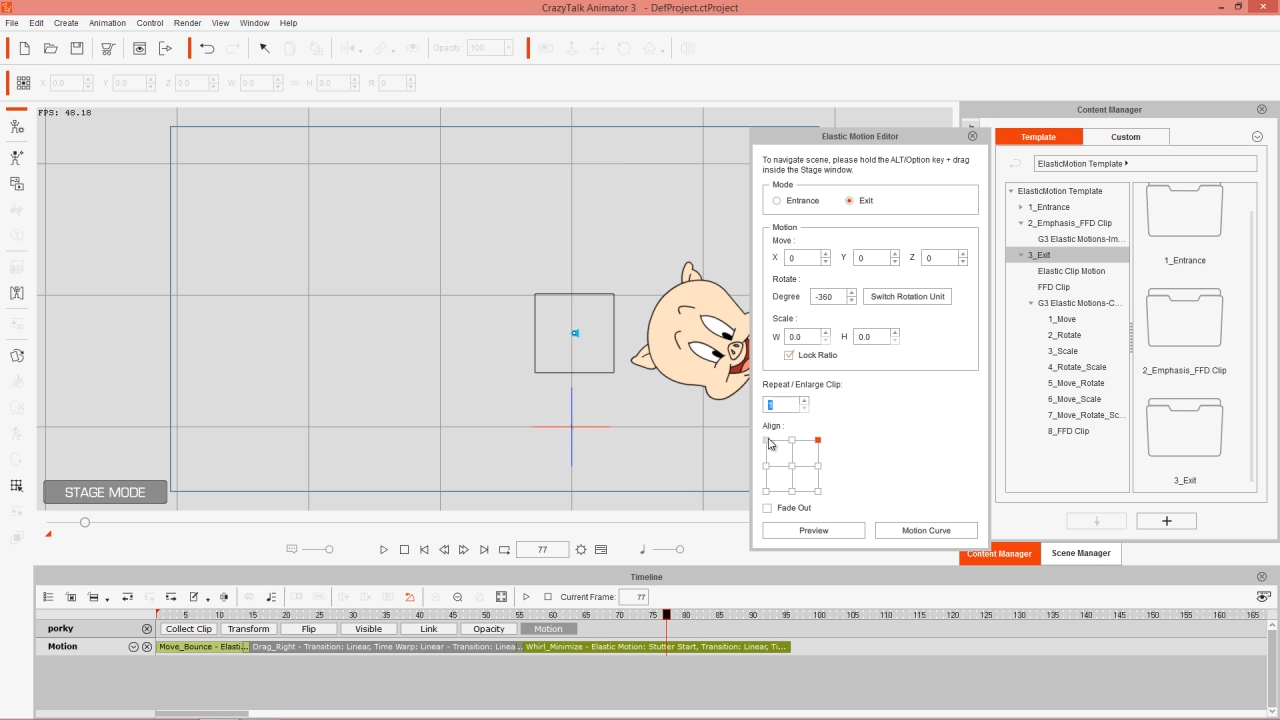 CrazyTalk Animator 3 - DefProject.ctProject
File Edit Create Animation Control Render View Window Help
Opacity 100
X 0.0 Y 0.0 Z 0.0 W 0.0 H 0.0 R 0
FPS: 48.18
STAGE MODE
Elastic Motion Editor
To navigate scene, please hold the ALT/Option key + drag
inside the Stage window.
Mode
Entrance Exit
Motion
Move :
X 0 Y 0 Z 0
Rotate :
Degree -360 Switch Rotation Unit
Scale :
W 0.0 H 0.0
Lock Ratio
Repeat / Enlarge Clip:
1
Align :
Fade Out
Preview Motion Curve
Content Manager
Template Custom
ElasticMotion Template
ElasticMotion Template
1_Entrance
2_Emphasis_FFD Clip
G3 Elastic Motions-Im...
3_Exit
Elastic Clip Motion
FFD Clip
G3 Elastic Motions-C...
1_Move
2_Rotate
3_Scale
4_Rotate_Scale
5_Move_Rotate
6_Move_Scale
7_Move_Rotate_Sc...
8_FFD Clip
1_Entrance
2_Emphasis_FFD Clip
3_Exit
Content Manager Scene Manager
77
Timeline
Current Frame: 77
5 10 15 20 25 30 35 40 45 50 55 60 65 70 75 80 85 90 95 100 105 110 115 120 125 130 135 140 145 150 155 160 165
porky Collect Clip Transform Flip Visible Link Opacity Motion
Motion Move_Bounce - Elasti... Drag_Right - Transition: Linear, Time Warp: Linear - Transition: Linea... Whirl_Minimize - Elastic Motion: Stutter Start, Transition: Linear, Ti...